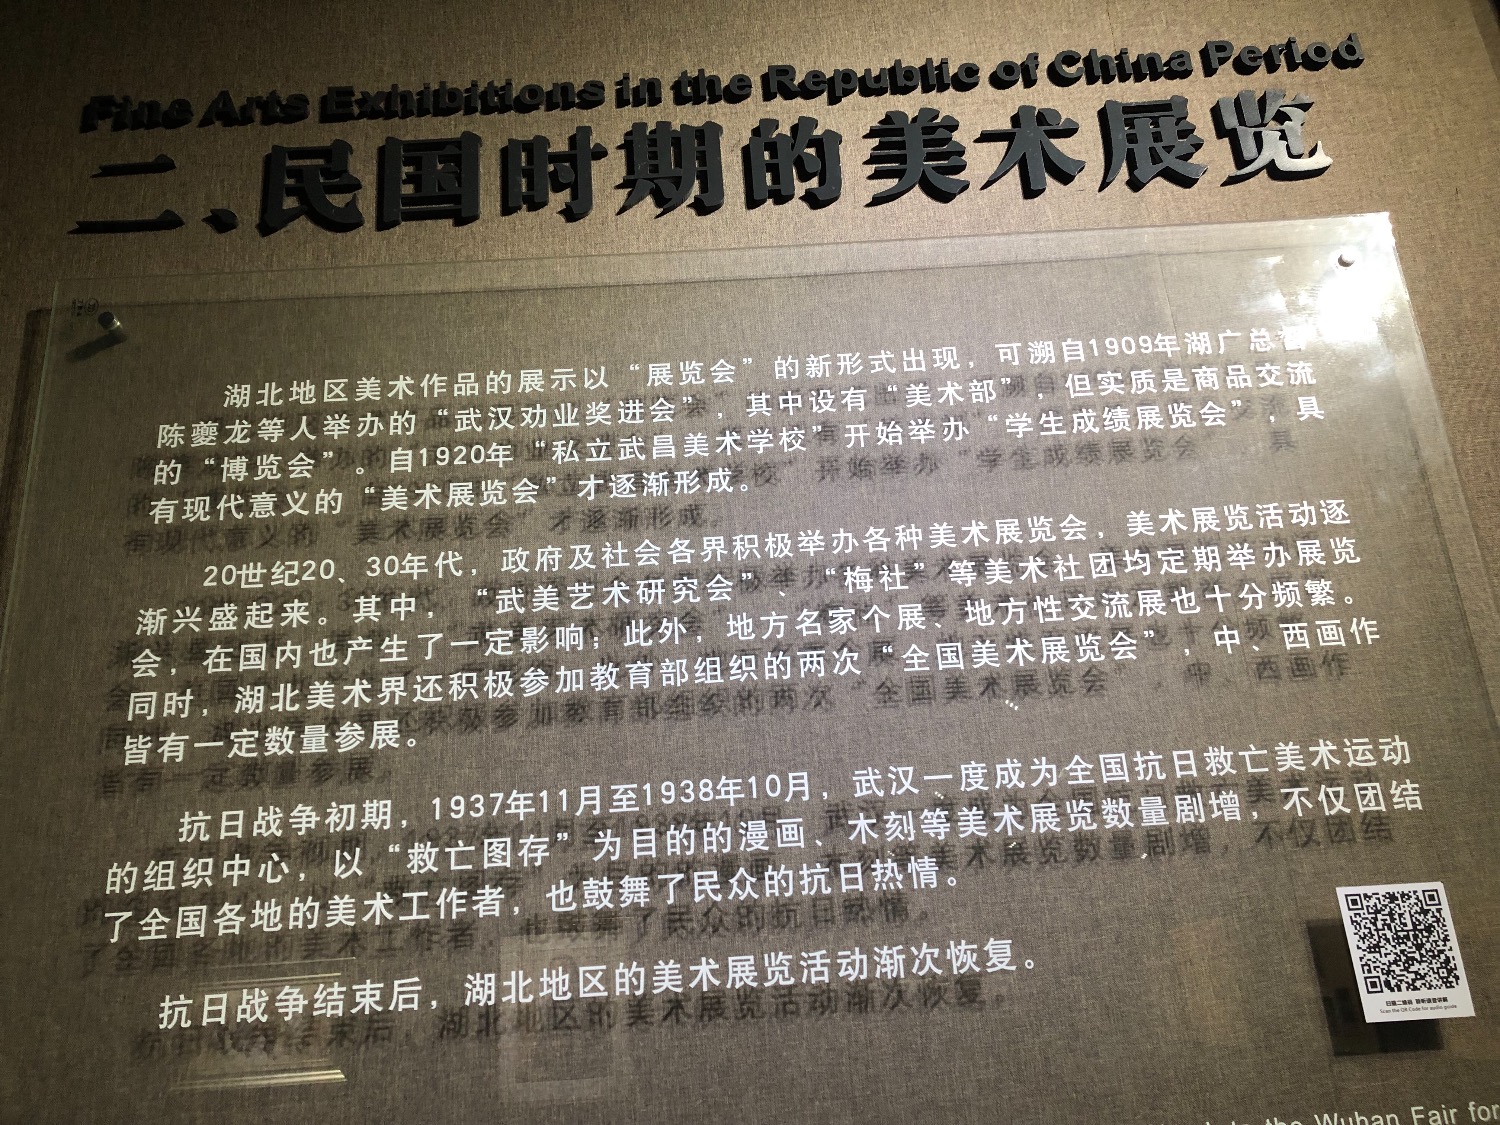 Fine Arts Exhibitions in the Republic of China Period
二、民国时期的美术展览
湖北地区美术作品的展示以“展览会”的新形式出现，可溯自1909年湖广总督
陈夔龙等人举办的“武汉劝业奖进会”，其中设有“美术部”，但实质是商品交流
的“博览会”。自1920年“私立武昌美术学校”开始举办“学生成绩展览会”，具
有现代意义的“美术展览会”才逐渐形成。
20世纪20、30年代，政府及社会各界积极举办各种美术展览会，美术展览活动逐
渐兴盛起来。其中，“武美艺术研究会”、“梅社”等美术社团均定期举办展览
会，在国内也产生了一定影响；此外，地方名家个展、地方性交流展也十分频繁。
同时，湖北美术界还积极参加教育部组织的两次“全国美术展览会”，中、西画作
皆有一定数量参展。
抗日战争初期，1937年11月至1938年10月，武汉一度成为全国抗日救亡美术运动
的组织中心，以“救亡图存”为目的的漫画、木刻等美术展览数量剧增，不仅团结
了全国各地的美术工作者，也鼓舞了民众的抗日热情。
抗日战争结束后，湖北地区的美术展览活动渐次恢复。
扫描二维码 聆听语音讲解
Scan the QR Code for audio guide
the Wuhan Fair for